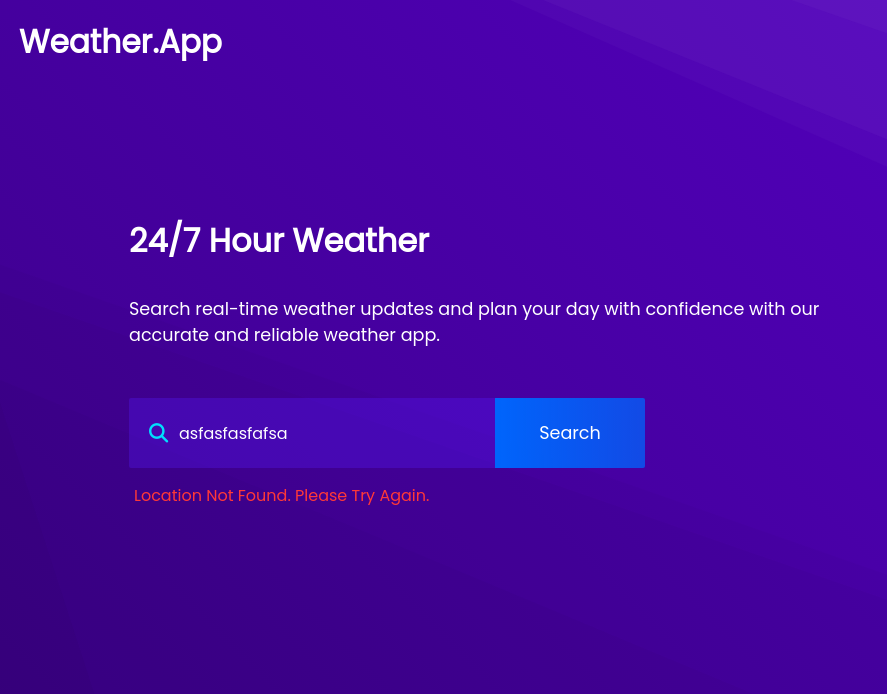 Weather.App
24/7 Hour Weather
Search real-time weather updates and plan your day with confidence with our
accurate and reliable weather app.
asfasfasfafsa
Search
Location Not Found. Please Try Again.